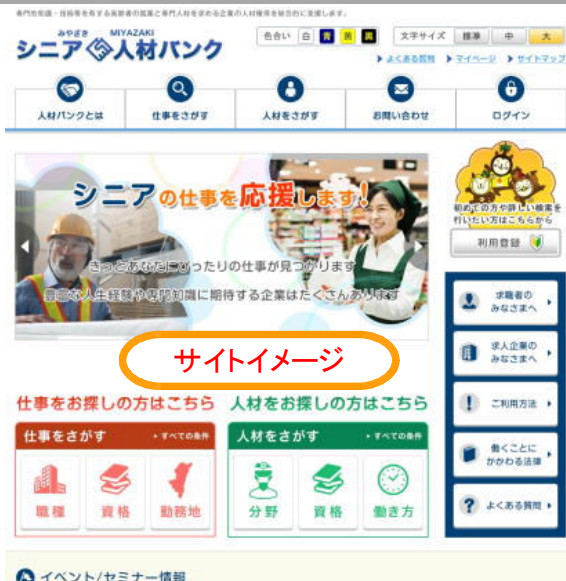 専門的知識・技術等を有する高齢者の就業と専門人材を求める企業の人材確保を総合的に支援します。
みやざき MIYAZAKI
シニア人材バンク
色合い 白 青 黄 黒 文字サイズ 標準 中 大
よくある質問 マイページ サイトマップ
人材バンクとは 仕事をさがす 人材をさがす お問い合わせ ログイン
シニアの仕事を応援します!
きっとあなたにぴったりの仕事が見つかります
豊富な人生経験や専門知識に期待する企業はたくさんあります
初めての方や詳しい検索を
行いたい方はこちらから
利用登録
求職者の
みなさまへ
求人企業の
みなさまへ
ご利用方法
働くことに
かかわる法律
よくある質問
サイトイメージ
仕事をお探しの方はこちら
仕事をさがす すべての条件
職種 資格 勤務地
人材をお探しの方はこちら
人材をさがす すべての条件
分野 資格 働き方
イベント/セミナー情報